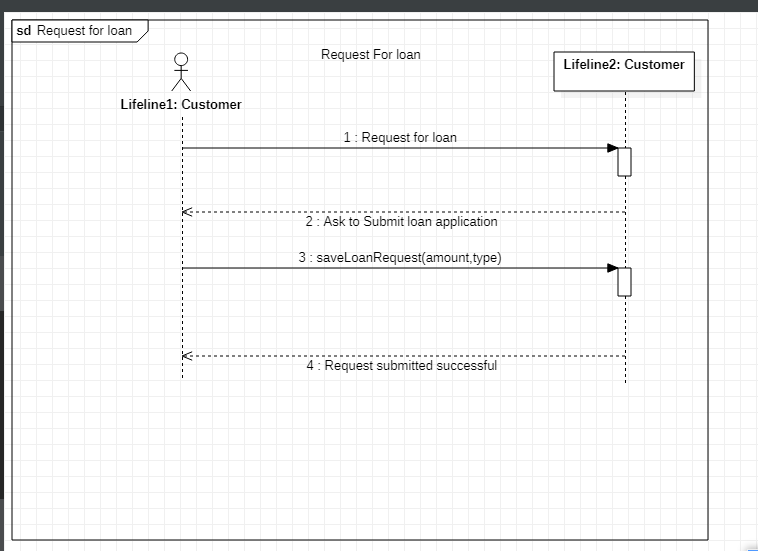 sd Request for loan
Request For loan
Lifeline1: Customer
Lifeline2: Customer
1 : Request for loan
2 : Ask to Submit loan application
3 : saveLoanRequest(amount,type)
4 : Request submitted successful